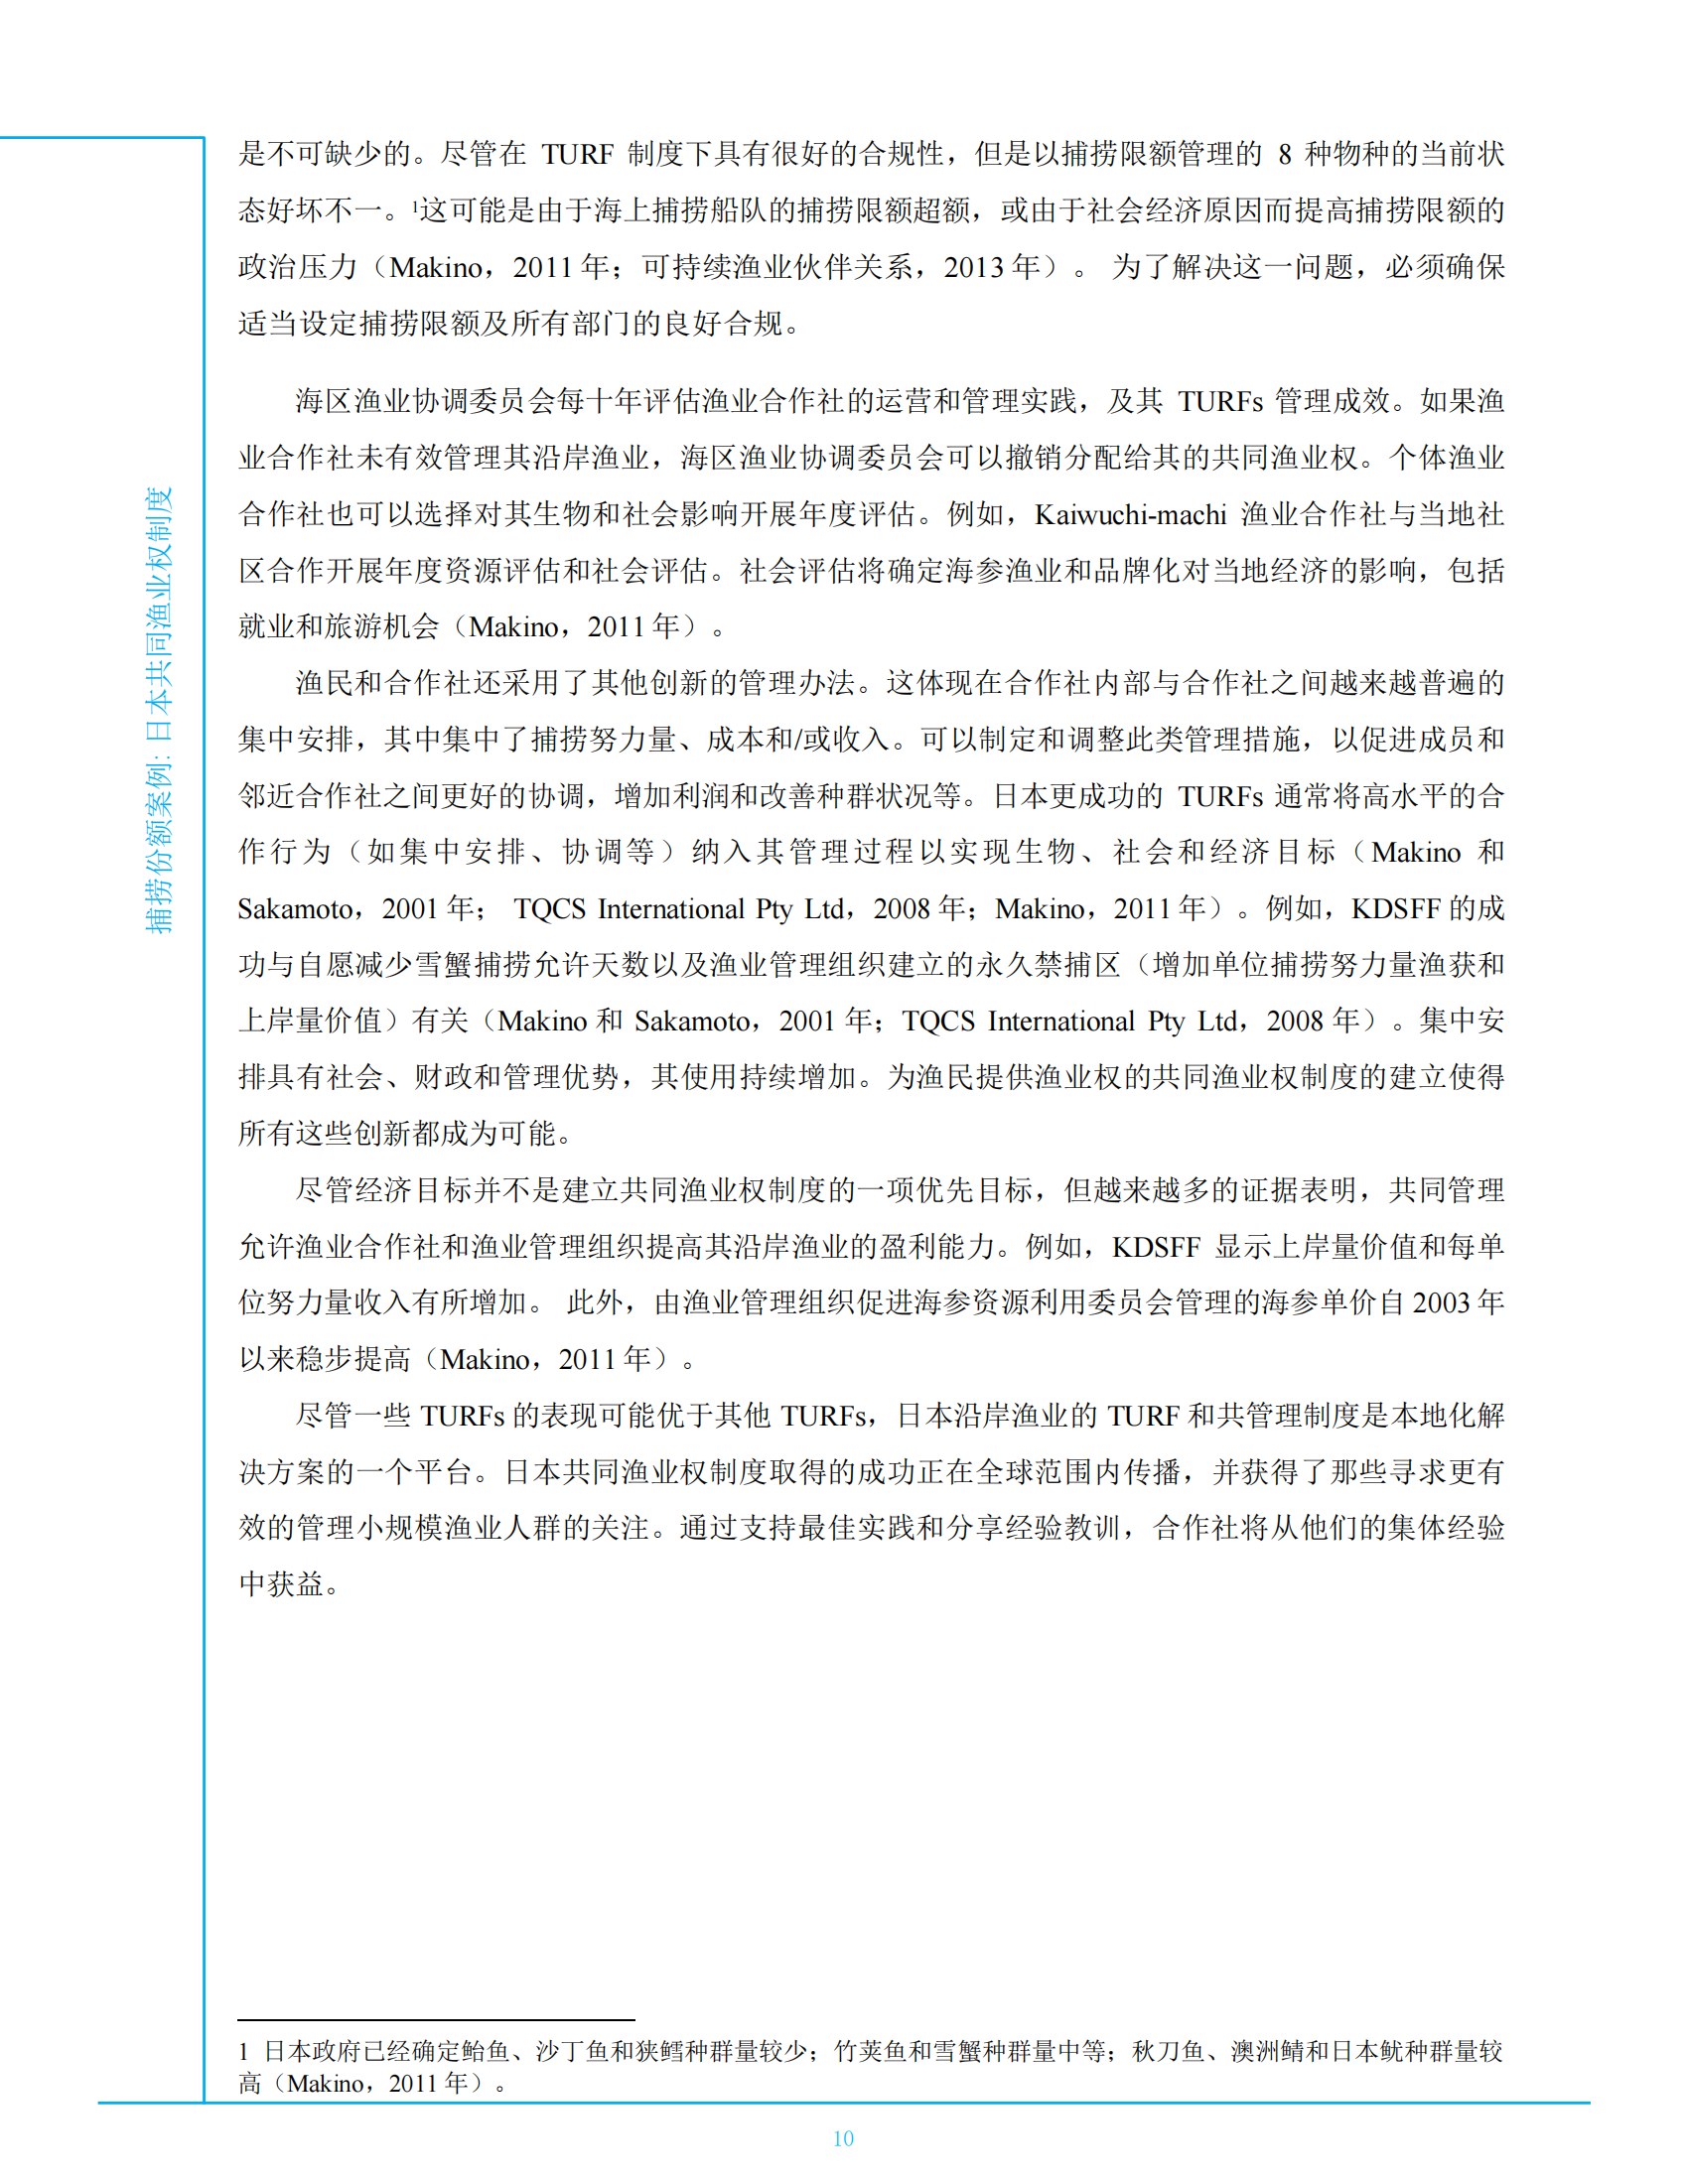 是不可缺少的。尽管在 TURF 制度下具有很好的合规性，但是以捕捞限额管理的 8 种物种的当前状
态好坏不一。1这可能是由于海上捕捞船队的捕捞限额超额，或由于社会经济原因而提高捕捞限额的
政治压力（Makino，2011 年；可持续渔业伙伴关系，2013 年）。 为了解决这一问题，必须确保
适当设定捕捞限额及所有部门的良好合规。
海区渔业协调委员会每十年评估渔业合作社的运营和管理实践，及其 TURFs 管理成效。如果渔
业合作社未有效管理其沿岸渔业，海区渔业协调委员会可以撤销分配给其的共同渔业权。个体渔业
合作社也可以选择对其生物和社会影响开展年度评估。例如，Kaiwuchi-machi 渔业合作社与当地社
区合作开展年度资源评估和社会评估。社会评估将确定海参渔业和品牌化对当地经济的影响，包括
就业和旅游机会（Makino，2011 年）。
渔民和合作社还采用了其他创新的管理办法。这体现在合作社内部与合作社之间越来越普遍的
集中安排，其中集中了捕捞努力量、成本和/或收入。可以制定和调整此类管理措施，以促进成员和
邻近合作社之间更好的协调，增加利润和改善种群状况等。日本更成功的 TURFs 通常将高水平的合
作行为（如集中安排、协调等）纳入其管理过程以实现生物、社会和经济目标（Makino 和
Sakamoto，2001 年； TQCS International Pty Ltd，2008 年；Makino，2011 年）。例如，KDSFF 的成
功与自愿减少雪蟹捕捞允许天数以及渔业管理组织建立的永久禁捕区（增加单位捕捞努力量渔获和
上岸量价值）有关（Makino 和 Sakamoto，2001 年；TQCS International Pty Ltd，2008 年）。集中安
排具有社会、财政和管理优势，其使用持续增加。为渔民提供渔业权的共同渔业权制度的建立使得
所有这些创新都成为可能。
尽管经济目标并不是建立共同渔业权制度的一项优先目标，但越来越多的证据表明，共同管理
允许渔业合作社和渔业管理组织提高其沿岸渔业的盈利能力。例如，KDSFF 显示上岸量价值和每单
位努力量收入有所增加。 此外，由渔业管理组织促进海参资源利用委员会管理的海参单价自 2003 年
以来稳步提高（Makino，2011 年）。
尽管一些 TURFs 的表现可能优于其他 TURFs，日本沿岸渔业的 TURF 和共管理制度是本地化解
决方案的一个平台。日本共同渔业权制度取得的成功正在全球范围内传播，并获得了那些寻求更有
效的管理小规模渔业人群的关注。通过支持最佳实践和分享经验教训，合作社将从他们的集体经验
中获益。
捕捞份额案例: 日本共同渔业权制度
1 日本政府已经确定鲐鱼、沙丁鱼和狭鳕种群量较少；竹荚鱼和雪蟹种群量中等；秋刀鱼、澳洲鲭和日本鱿种群量较
高（Makino，2011 年）。
10